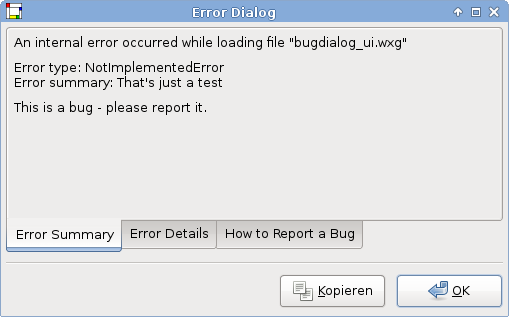 Error Dialog
An internal error occurred while loading file "bugdialog_ui.wxg"
Error type: NotImplementedError
Error summary: That's just a test
This is a bug - please report it.
Error Summary
Error Details
How to Report a Bug
Kopieren
OK